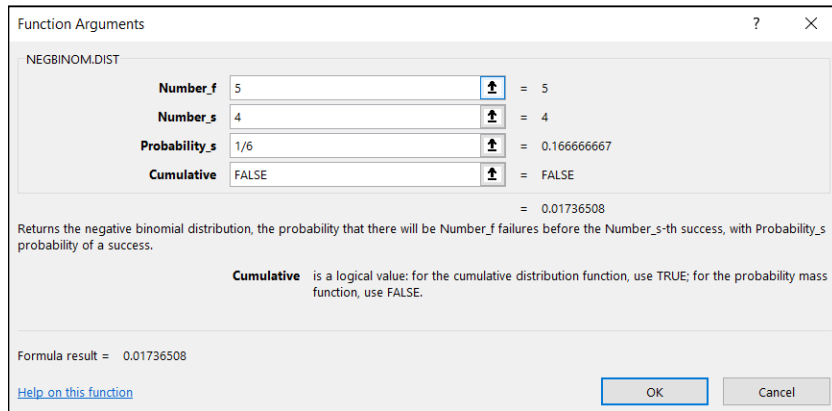 Function Arguments ? ×
NEGBINOM.DIST
Number_f 5 = 5
Number_s 4 = 4
Probability_s 1/6 = 0.166666667
Cumulative FALSE = FALSE
= 0.01736508
Returns the negative binomial distribution, the probability that there will be Number_f failures before the Number_s-th success, with Probability_s
probability of a success.
Cumulative is a logical value: for the cumulative distribution function, use TRUE; for the probability mass
function, use FALSE.
Formula result = 0.01736508
Help on this function OK Cancel